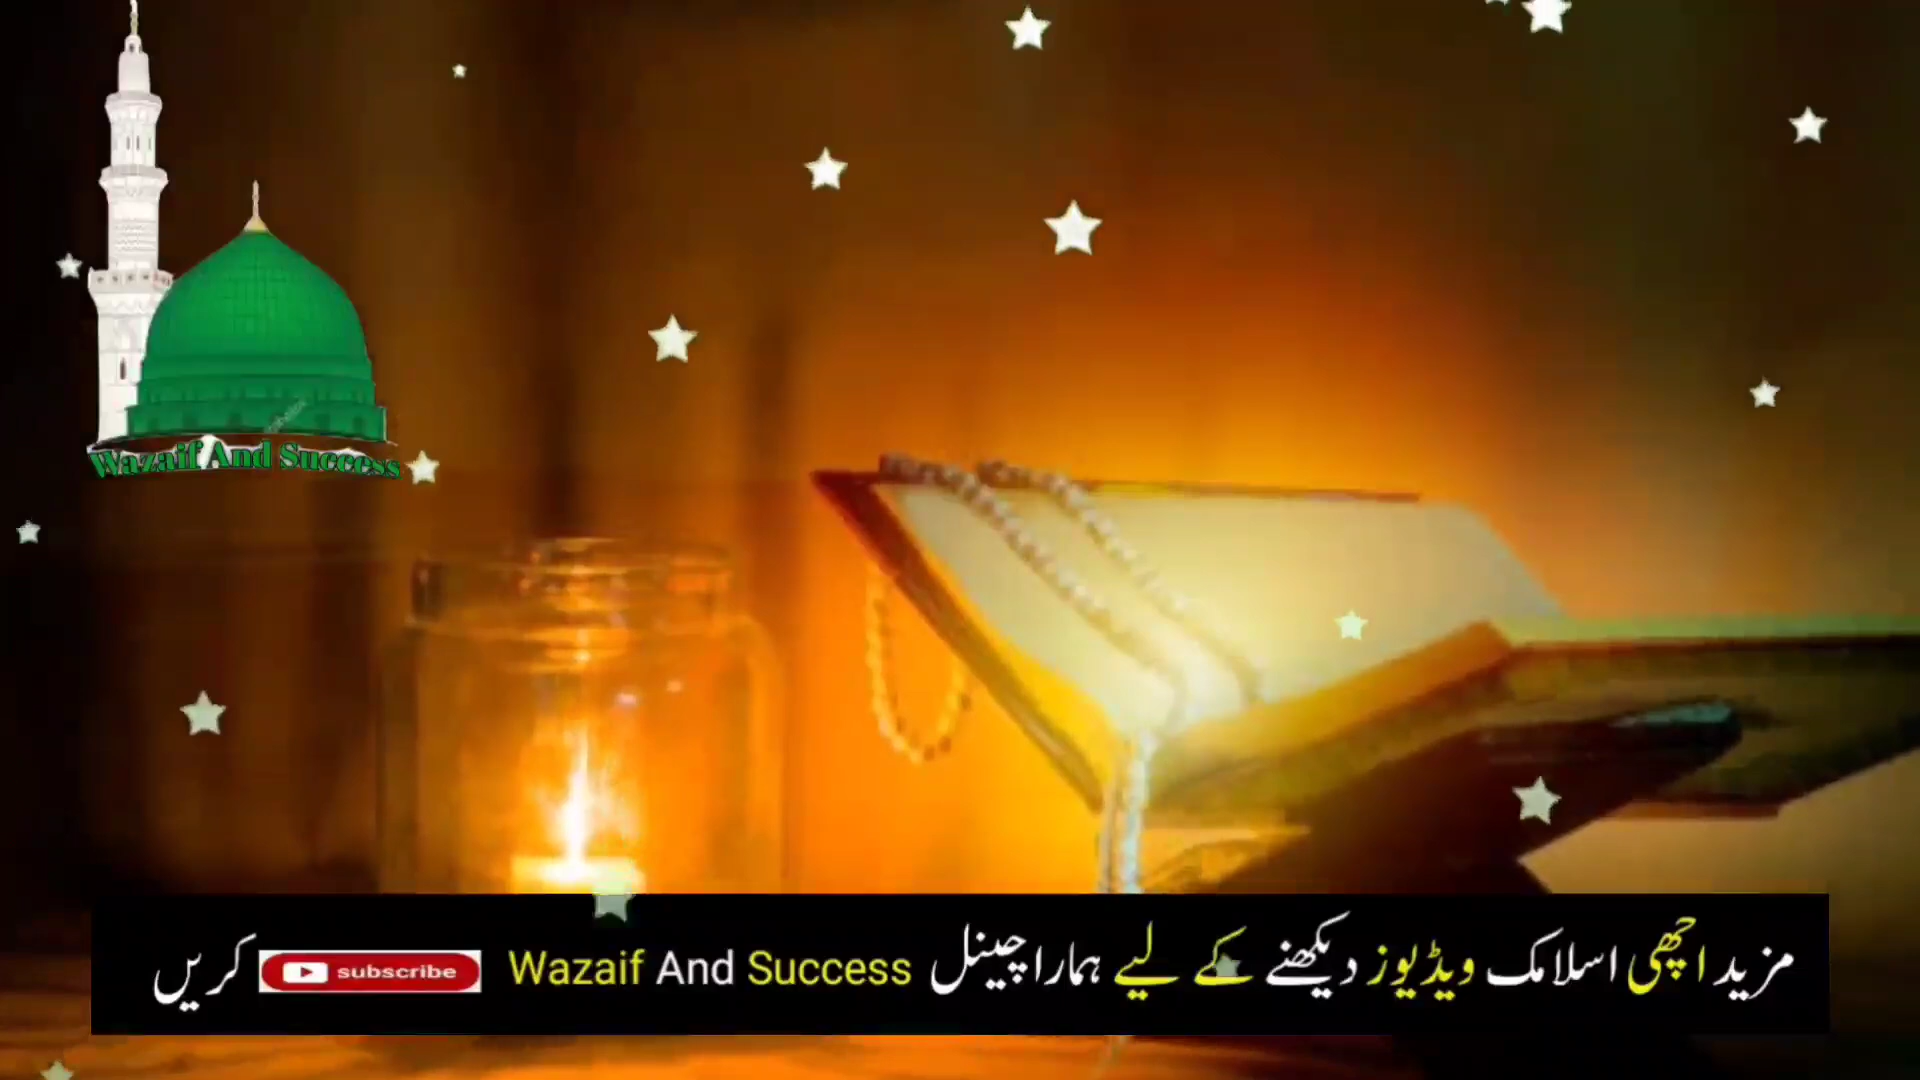 Wazaif And Success
مزید اچھی اسلامک ویڈیوز دیکھنے کے لیے ہمارا چینل Wazaif And Success subscribe کریں